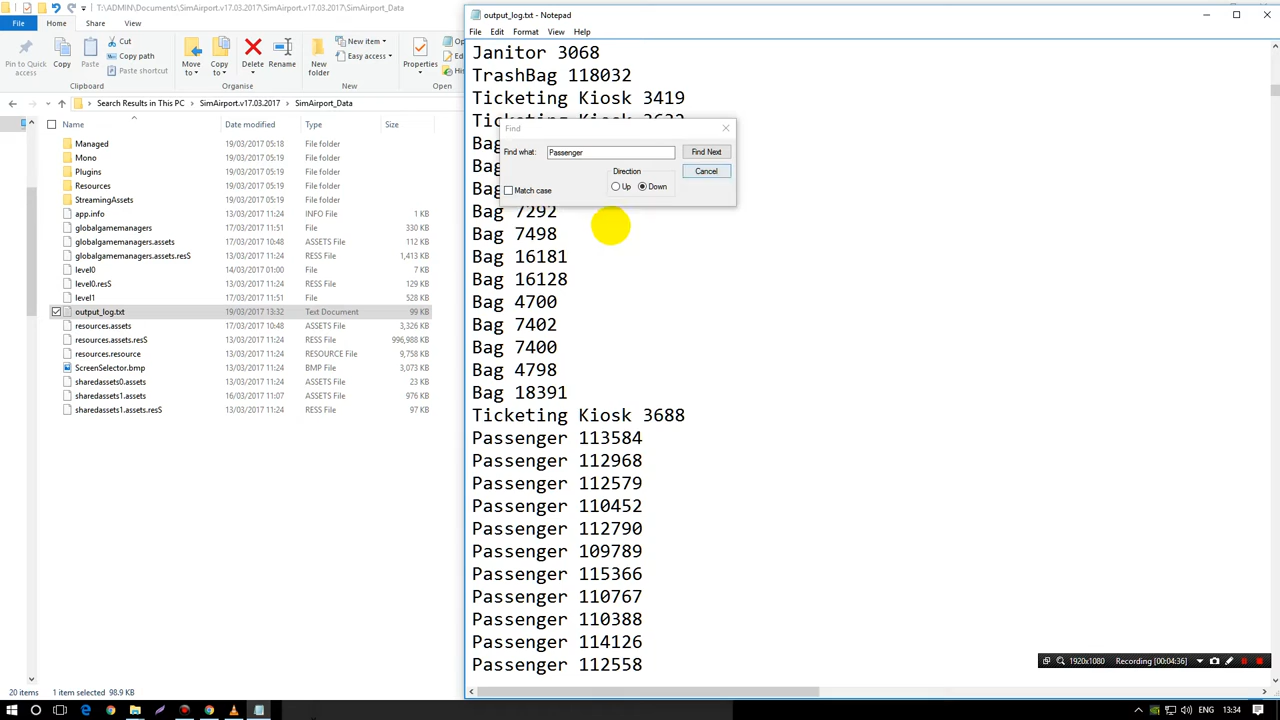 T:\ADMIN\Documents\SimAirport.v17.03.2017\SimAirport_Data
File Home Share View
Pin to Quick access
Copy
Paste
Cut
Copy path
Paste shortcut
Clipboard
Move to
Copy to
Delete
Rename
Organise
New folder
New item
Easy access
New
Properties
Open
Search Results in This PC > SimAirport.v17.03.2017 > SimAirport_Data
Name Date modified Type Size
Managed 19/03/2017 05:18 File folder
Mono 19/03/2017 05:19 File folder
Plugins 19/03/2017 05:19 File folder
Resources 19/03/2017 05:19 File folder
StreamingAssets 19/03/2017 05:19 File folder
app.info 13/03/2017 11:24 INFO File 1 KB
globalgamemanagers 17/03/2017 11:51 File 330 KB
globalgamemanagers.assets 17/03/2017 10:48 ASSETS File 112 KB
globalgamemanagers.assets.resS 13/03/2017 11:24 RESS File 1,413 KB
level0 14/03/2017 01:00 File 7 KB
level0.resS 13/03/2017 11:24 RESS File 129 KB
level1 17/03/2017 11:51 File 528 KB
output_log.txt 19/03/2017 13:32 Text Document 99 KB
resources.assets 17/03/2017 10:48 ASSETS File 3,326 KB
resources.assets.resS 13/03/2017 11:24 RESS File 996,988 KB
resources.resource 13/03/2017 11:24 RESOURCE File 9,758 KB
ScreenSelector.bmp 13/03/2017 11:24 BMP File 3,073 KB
sharedassets0.assets 13/03/2017 11:24 ASSETS File 23 KB
sharedassets1.assets 16/03/2017 11:07 ASSETS File 976 KB
sharedassets1.assets.resS 13/03/2017 11:24 RESS File 97 KB
20 items 1 item selected 98.9 KB
output_log.txt - Notepad
File Edit Format View Help
Janitor 3068
TrashBag 118032
Ticketing Kiosk 3419
Find
Find what: Passenger Find Next
Direction Cancel
Match case Up Down
Bag 7292
Bag 7498
Bag 16181
Bag 16128
Bag 4700
Bag 7402
Bag 7400
Bag 4798
Bag 18391
Ticketing Kiosk 3688
Passenger 113584
Passenger 112968
Passenger 112579
Passenger 110452
Passenger 112790
Passenger 109789
Passenger 115366
Passenger 110767
Passenger 110388
Passenger 114126
Passenger 112558
1920x1080 Recording [00:04:36]
ENG 13:34